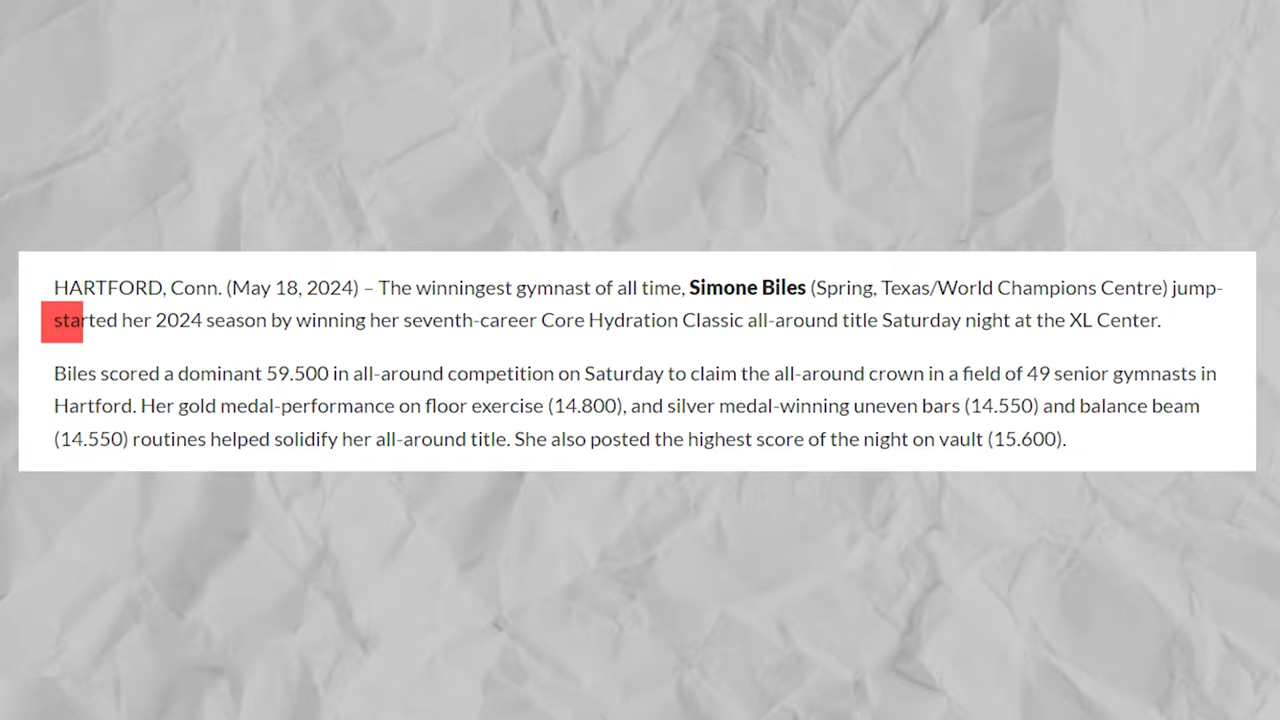 HARTFORD, Conn. (May 18, 2024) – The winningest gymnast of all time, Simone Biles (Spring, Texas/World Champions Centre) jump-
started her 2024 season by winning her seventh-career Core Hydration Classic all-around title Saturday night at the XL Center.
Biles scored a dominant 59.500 in all-around competition on Saturday to claim the all-around crown in a field of 49 senior gymnasts in
Hartford. Her gold medal-performance on floor exercise (14.800), and silver medal-winning uneven bars (14.550) and balance beam
(14.550) routines helped solidify her all-around title. She also posted the highest score of the night on vault (15.600).